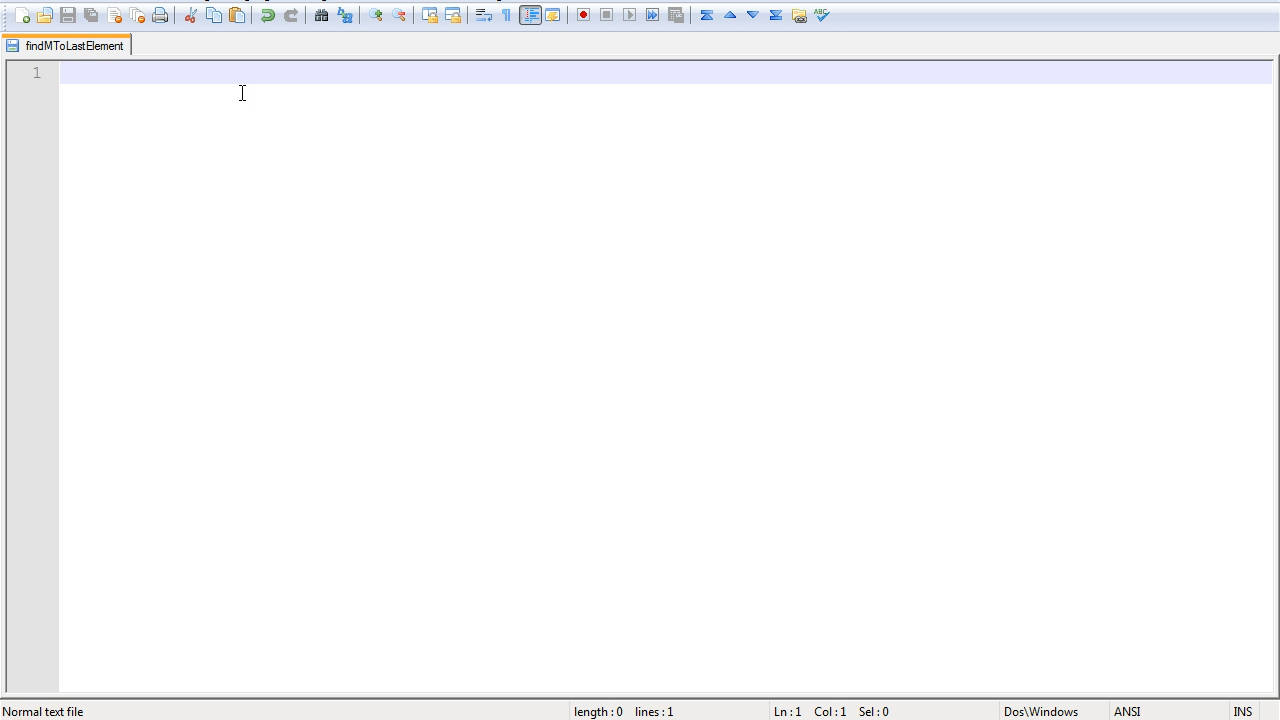 findMToLastElement
1
Normal text file length : 0 lines : 1 Ln : 1 Col : 1 Sel : 0 Dos\Windows ANSI INS